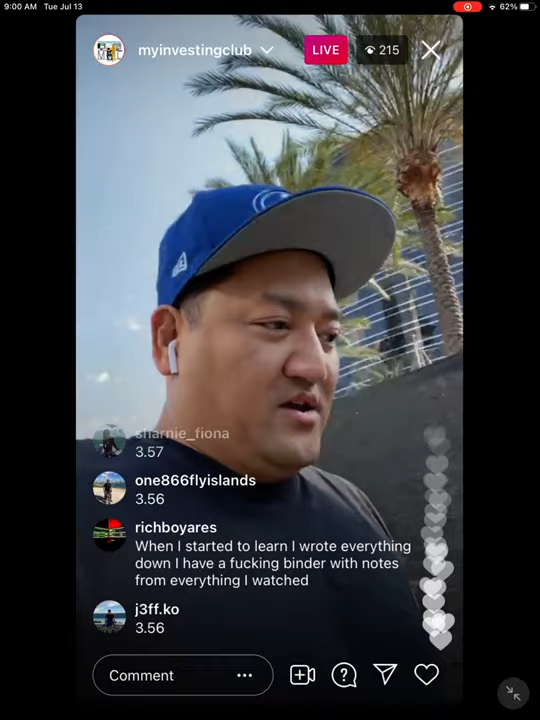 9:00 AM Tue Jul 13
62%
myinvestingclub
LIVE
215
sharnie_fiona
3.57
one866flyislands
3.56
richboyares
When I started to learn I wrote everything
down I have a fucking binder with notes
from everything I watched
j3ff.ko
3.56
Comment